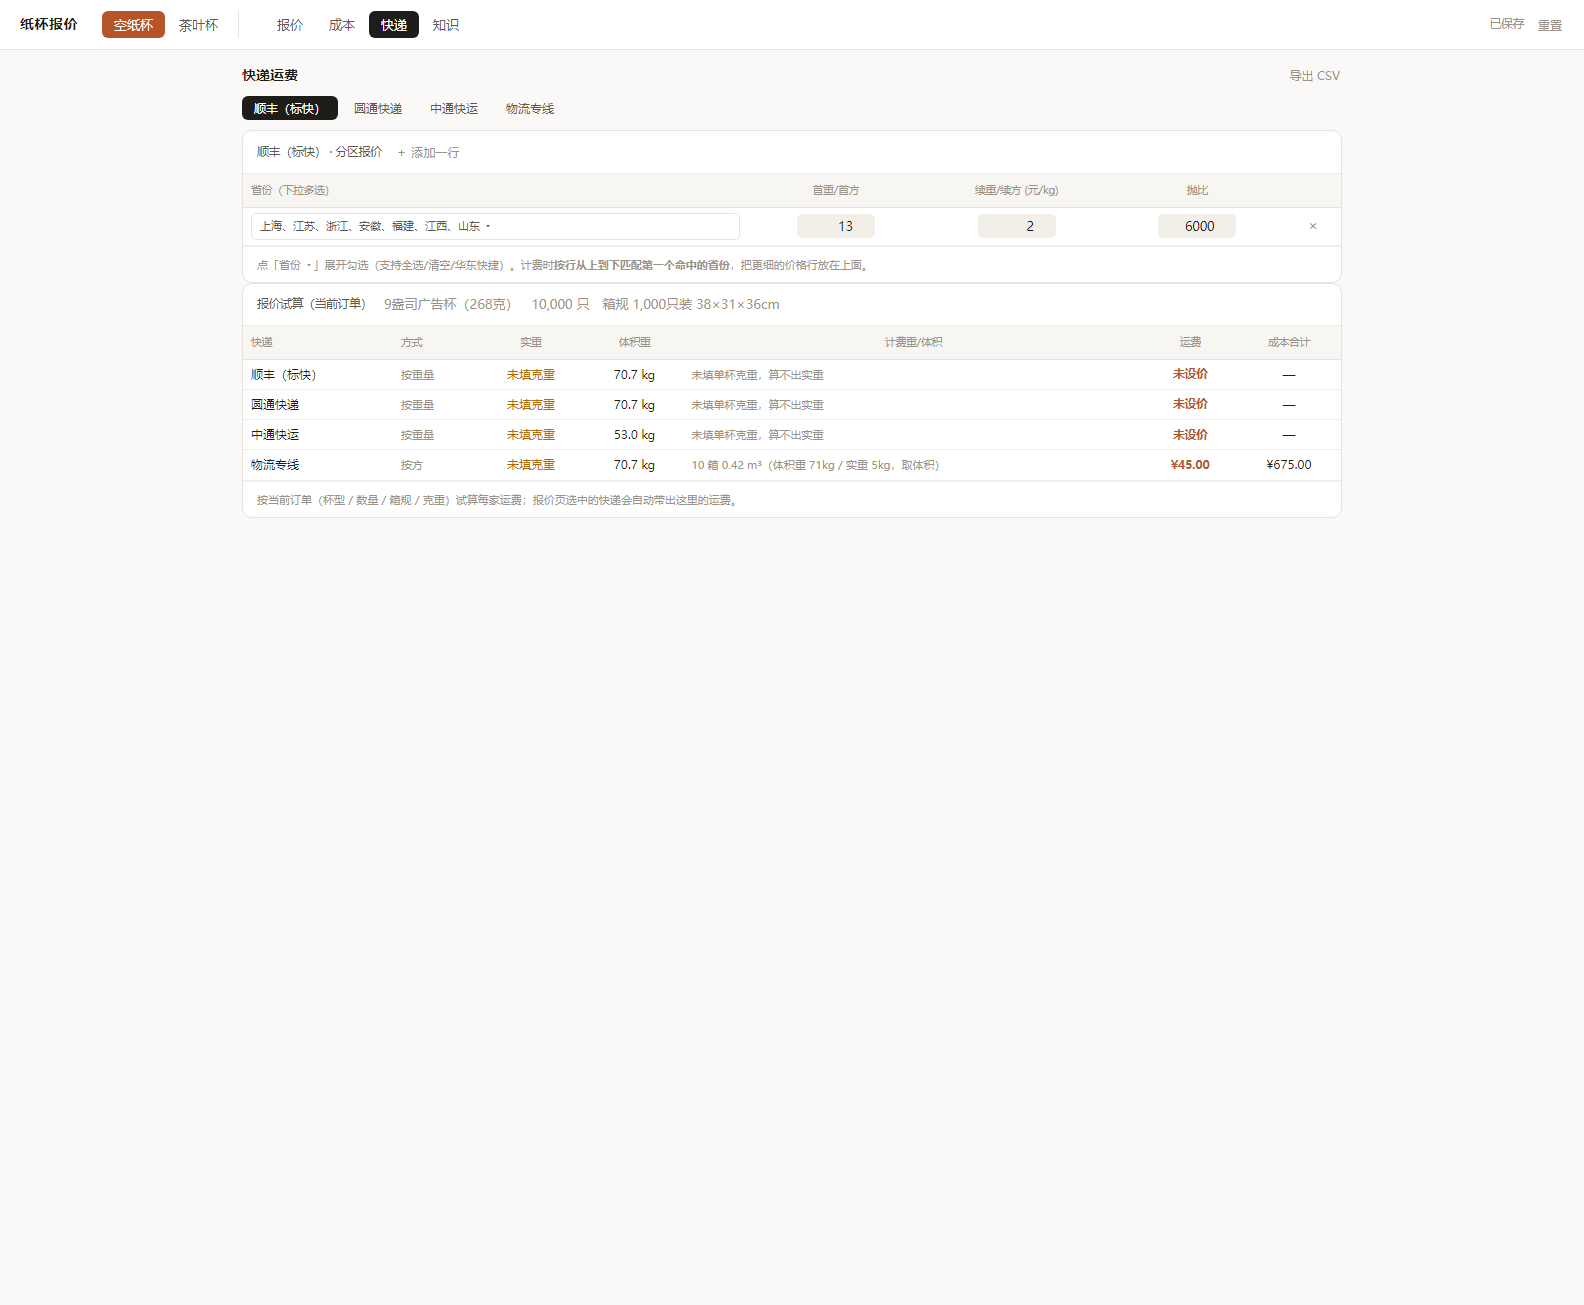 纸杯报价 空纸杯 茶叶杯 报价 成本 快递 知识 已保存 重置
快递运费 导出 CSV
顺丰（标快） 圆通快递 中通快运 物流专线
顺丰（标快）· 分区报价 + 添加一行
省份（下拉多选） 首重/首方 续重/续方 (元/kg) 抛比
上海、江苏、浙江、安徽、福建、江西、山东 13 2 6000 ×
点「省份 ▾」展开勾选（支持全选/清空/华东快捷）。计费时按行从上到下匹配第一个命中的省份，把更细的价格行放在上面。
报价试算（当前订单） 9盎司广告杯（268克） 10,000 只 箱规 1,000只装 38×31×36cm
快递 方式 实重 体积重 计费重/体积 运费 成本合计
顺丰（标快） 按重量 未填克重 70.7 kg 未填单杯克重，算不出实重 未设价 —
圆通快递 按重量 未填克重 70.7 kg 未填单杯克重，算不出实重 未设价 —
中通快运 按重量 未填克重 53.0 kg 未填单杯克重，算不出实重 未设价 —
物流专线 按方 未填克重 70.7 kg 10 箱 0.42 m³（体积重 71kg / 实重 5kg，取体积） ¥45.00 ¥675.00
按当前订单（杯型 / 数量 / 箱规 / 克重）试算每家运费；报价页选中的快递会自动带出这里的运费。